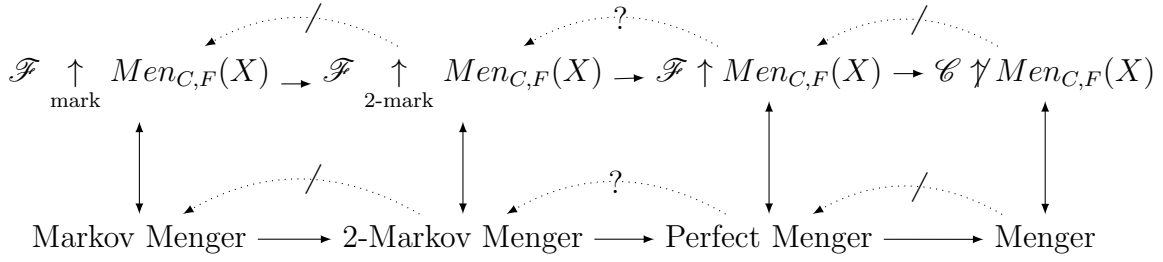 / ? /
ℱ ↑ mark Men_{C,F}(X) → ℱ ↑ 2-mark Men_{C,F}(X) → ℱ ↑ Men_{C,F}(X) → 𝒞 ↑̸ Men_{C,F}(X)
/ ? /
Markov Menger → 2-Markov Menger → Perfect Menger → Menger